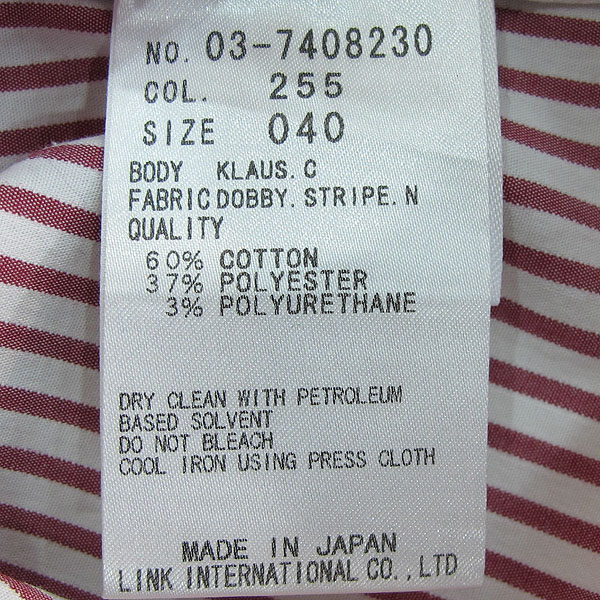 NO. 03-7408230
COL. 255
SIZE 040
BODY KLAUS.C
FABRIC DOBBY.STRIPE.N
QUALITY
60% COTTON
37% POLYESTER
3% POLYURETHANE
DRY CLEAN WITH PETROLEUM
BASED SOLVENT
DO NOT BLEACH
COOL IRON USING PRESS CLOTH
MADE IN JAPAN
LINK INTERNATIONAL CO.,LTD